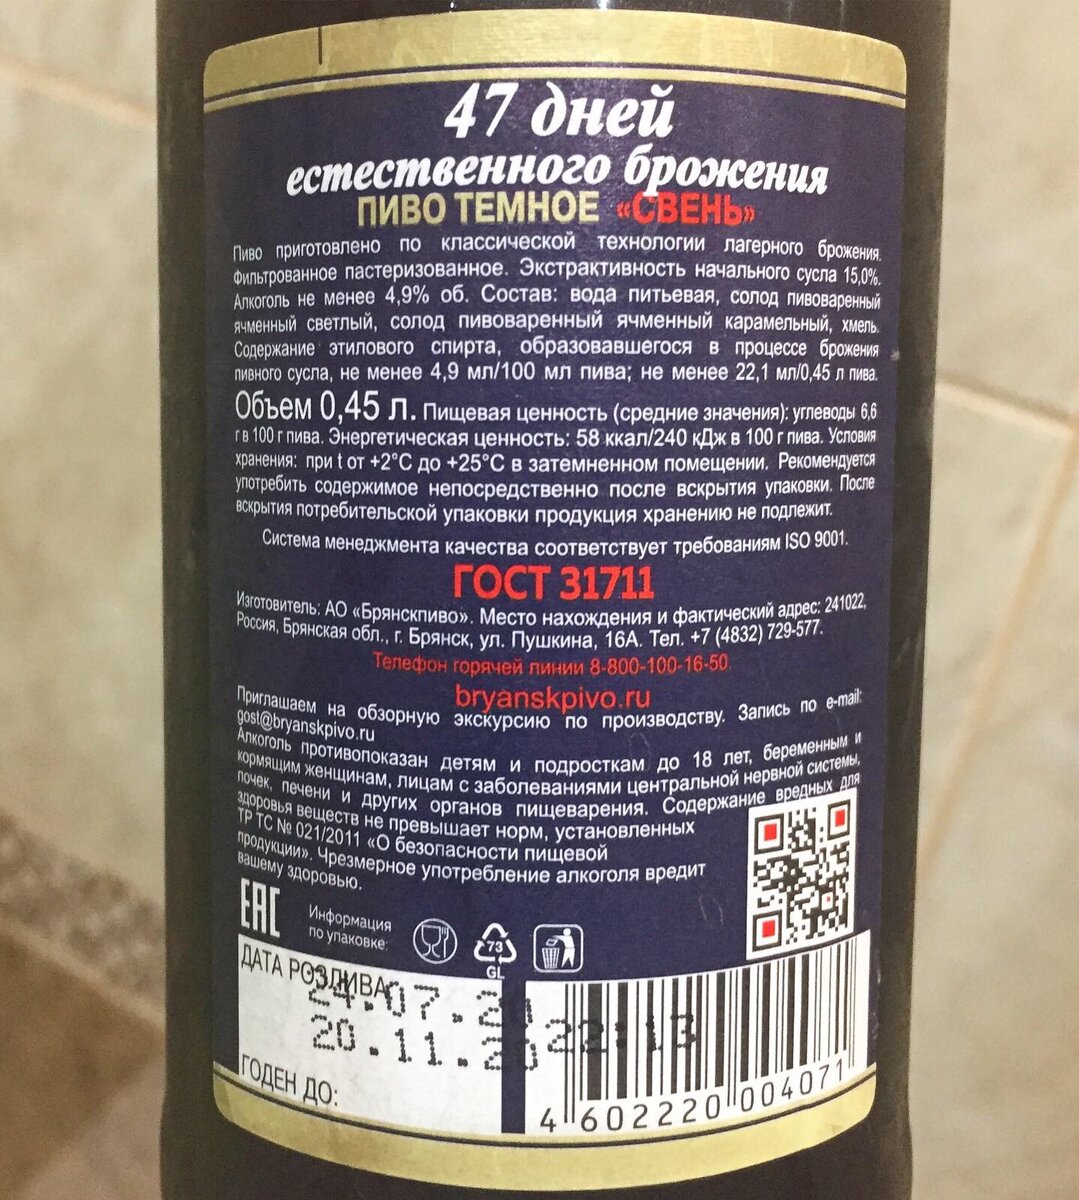 47 дней
естественного брожения
ПИВО ТЕМНОЕ «СВЕНЬ»
Пиво приготовлено по классической технологии лагерного брожения.
Фильтрованное пастеризованное. Экстрактивность начального сусла 15,0%.
Алкоголь не менее 4,9% об. Состав: вода питьевая, солод пивоваренный
ячменный светлый, солод пивоваренный ячменный карамельный, хмель.
Содержание этилового спирта, образовавшегося в процессе брожения
пивного сусла, не менее 4,9 мл/100 мл пива; не менее 22,1 мл/0,45 л пива.
Объем 0,45 л. Пищевая ценность (средние значения): углеводы 6,6
г в 100 г пива. Энергетическая ценность: 58 ккал/240 кДж в 100 г пива. Условия
хранения: при t от +2°С до +25°С в затемненном помещении. Рекомендуется
употребить содержимое непосредственно после вскрытия упаковки. После
вскрытия потребительской упаковки продукция хранению не подлежит.
Система менеджмента качества соответствует требованиям ISO 9001.
ГОСТ 31711
Изготовитель: АО «Брянскпиво». Место нахождения и фактический адрес: 241022,
Россия, Брянская обл., г. Брянск, ул. Пушкина, 16А. Тел. +7 (4832) 729-577.
Телефон горячей линии 8-800-100-16-50.
bryanskpivo.ru
Приглашаем на обзорную экскурсию по производству. Запись по e-mail:
gost@bryanskpivo.ru
Алкоголь противопоказан детям и подросткам до 18 лет, беременным и
кормящим женщинам, лицам с заболеваниями центральной нервной системы,
почек, печени и других органов пищеварения. Содержание вредных для
здоровья веществ не превышает норм, установленных
ТР ТС № 021/2011 «О безопасности пищевой
продукции». Чрезмерное употребление алкоголя вредит
вашему здоровью.
ЕАС
Информация
по упаковке:
73
GL
ДАТА РОЗЛИВА:
24.07.
20.11. 22:13
ГОДЕН ДО:
4 602220 004071